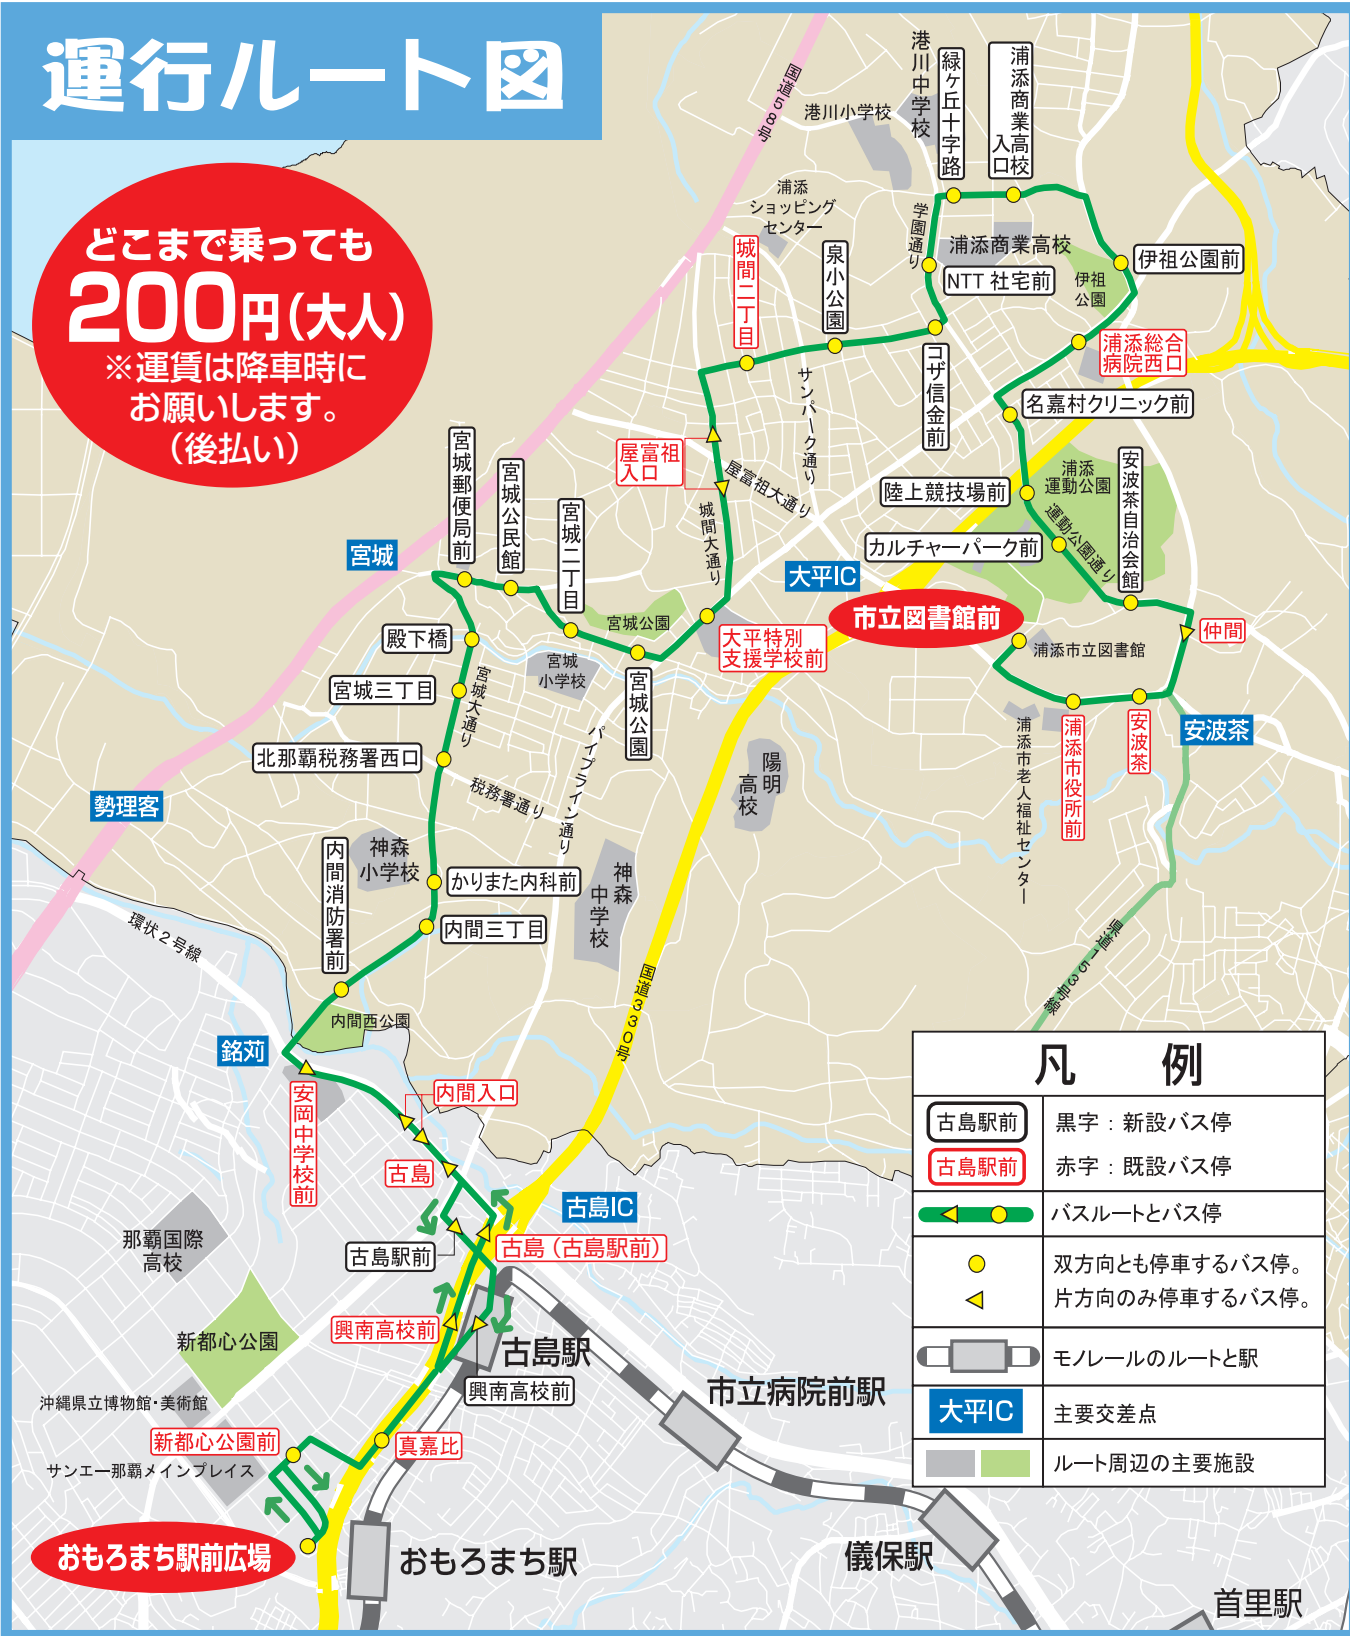 運行ルート図
どこまで乗っても
200円(大人)
※運賃は降車時に
お願いします。
(後払い)
国道58号
港川小学校
港川中学校
緑ヶ丘十字路
浦添商業高校
入口
浦添
ショッピング
センター
学園通り
浦添商業高校
伊祖公園前
伊祖
公園
NTT 社宅前
城間二丁目
泉小公園
コザ信金前
浦添総合
病院西口
名嘉村クリニック前
サンパーク通り
屋富祖
入口
屋富祖大通り
城間大通り
陸上競技場前
浦添
運動公園
運動公園通り
安波茶自治会館
カルチャーパーク前
宮城郵便局前
宮城公民館
宮城二丁目
宮城
大平IC
市立図書館前
仲間
宮城公園
大平特別
支援学校前
浦添市立図書館
殿下橋
宮城
小学校
宮城公園
宮城三丁目
宮城大通り
安波茶
安波茶
浦添市役所前
浦添市老人福祉センター
北那覇税務署西口
税務署通り
パイプライン通り
陽明
高校
勢理客
神森
小学校
内間消防署前
かりまた内科前
神森
中学校
内間三丁目
環状2号線
国道330号
県道153号線
内間西公園
銘苅
安岡中学校前
内間入口
古島
古島IC
古島駅前
古島(古島駅前)
那覇国際
高校
新都心公園
興南高校前
古島駅
興南高校前
市立病院前駅
沖縄県立博物館・美術館
新都心公園前
真嘉比
サンエー那覇メインプレイス
おもろまち駅前広場
おもろまち駅
儀保駅
首里駅
凡 例
古島駅前
黒字：新設バス停
古島駅前
赤字：既設バス停
バスルートとバス停
双方向とも停車するバス停。
片方向のみ停車するバス停。
モノレールのルートと駅
大平IC
主要交差点
ルート周辺の主要施設